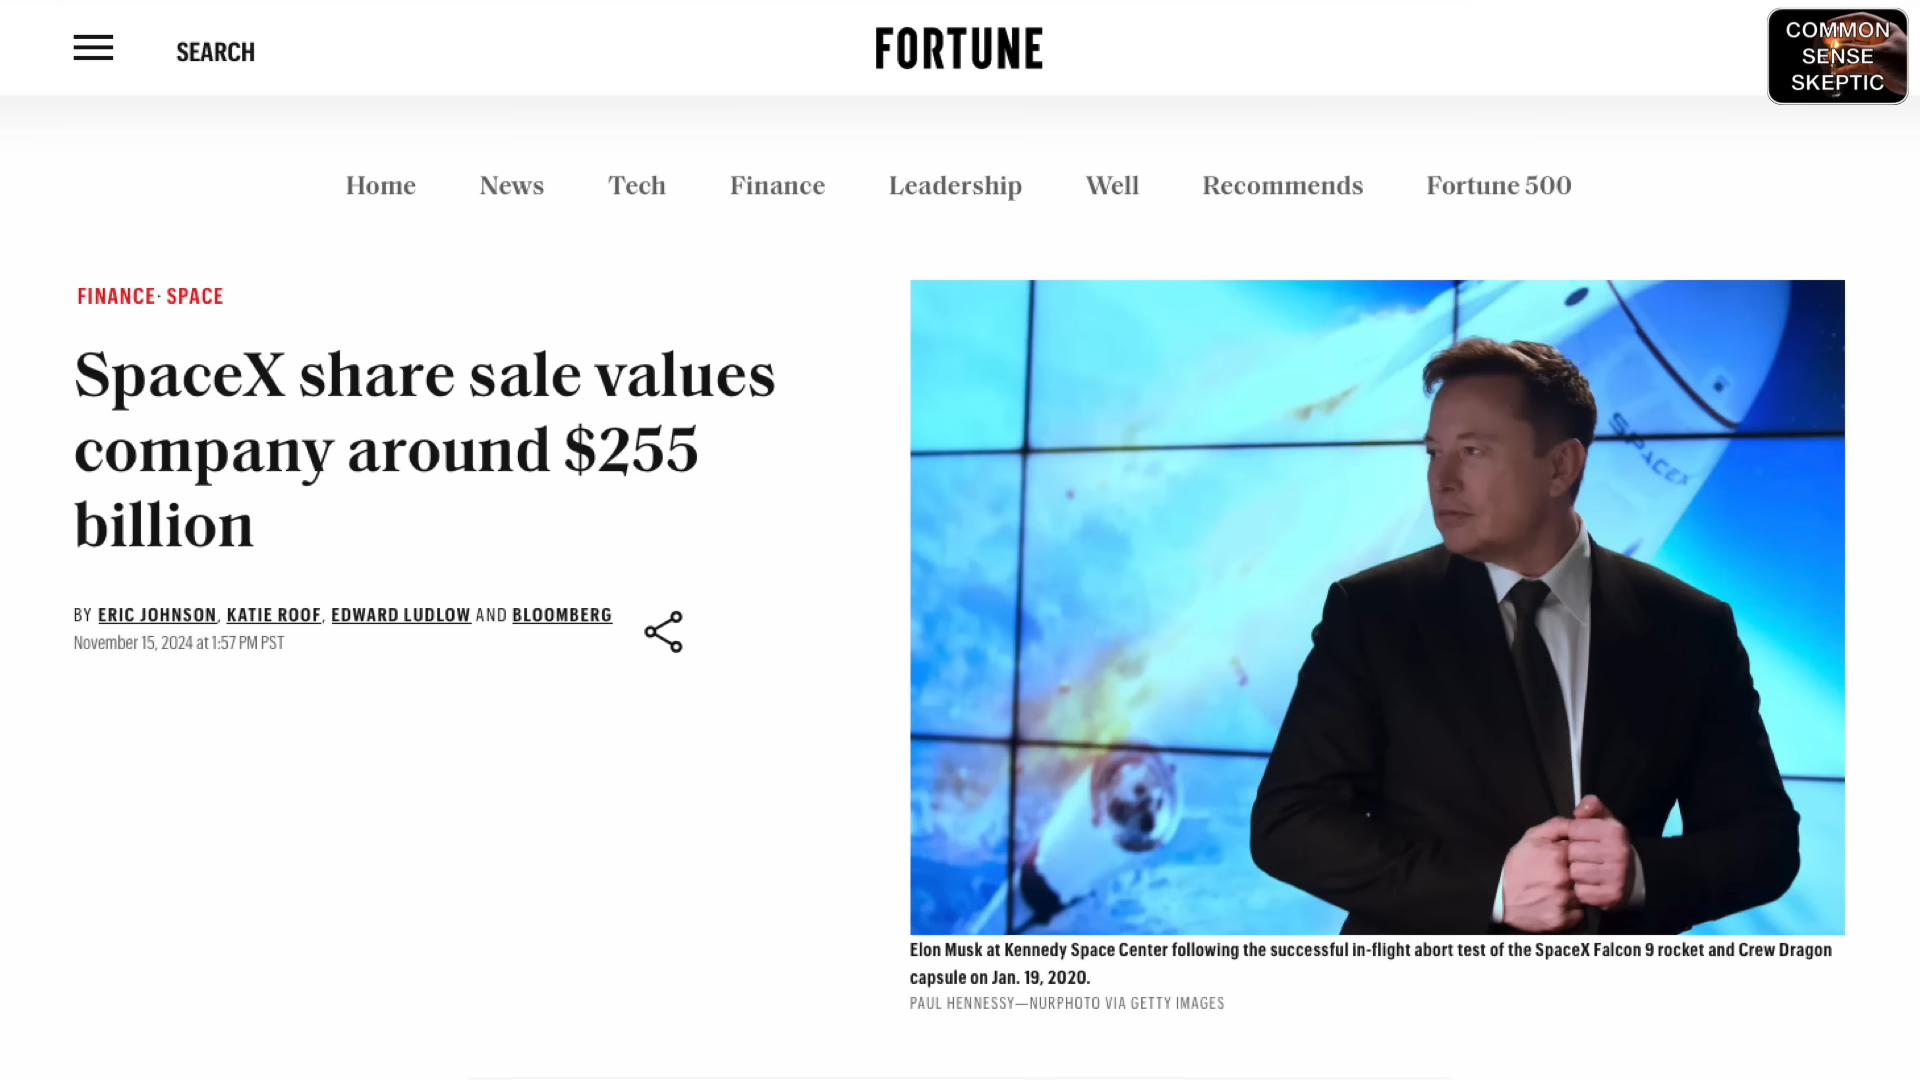 SEARCH
FORTUNE
COMMON
SENSE
SKEPTIC
Home News Tech Finance Leadership Well Recommends Fortune 500
FINANCE· SPACE
SpaceX share sale values
company around $255
billion
BY ERIC JOHNSON, KATIE ROOF, EDWARD LUDLOW AND BLOOMBERG
November 15, 2024 at 1:57 PM PST
SPACEX
Elon Musk at Kennedy Space Center following the successful in-flight abort test of the SpaceX Falcon 9 rocket and Crew Dragon
capsule on Jan. 19, 2020.
PAUL HENNESSY—NURPHOTO VIA GETTY IMAGES